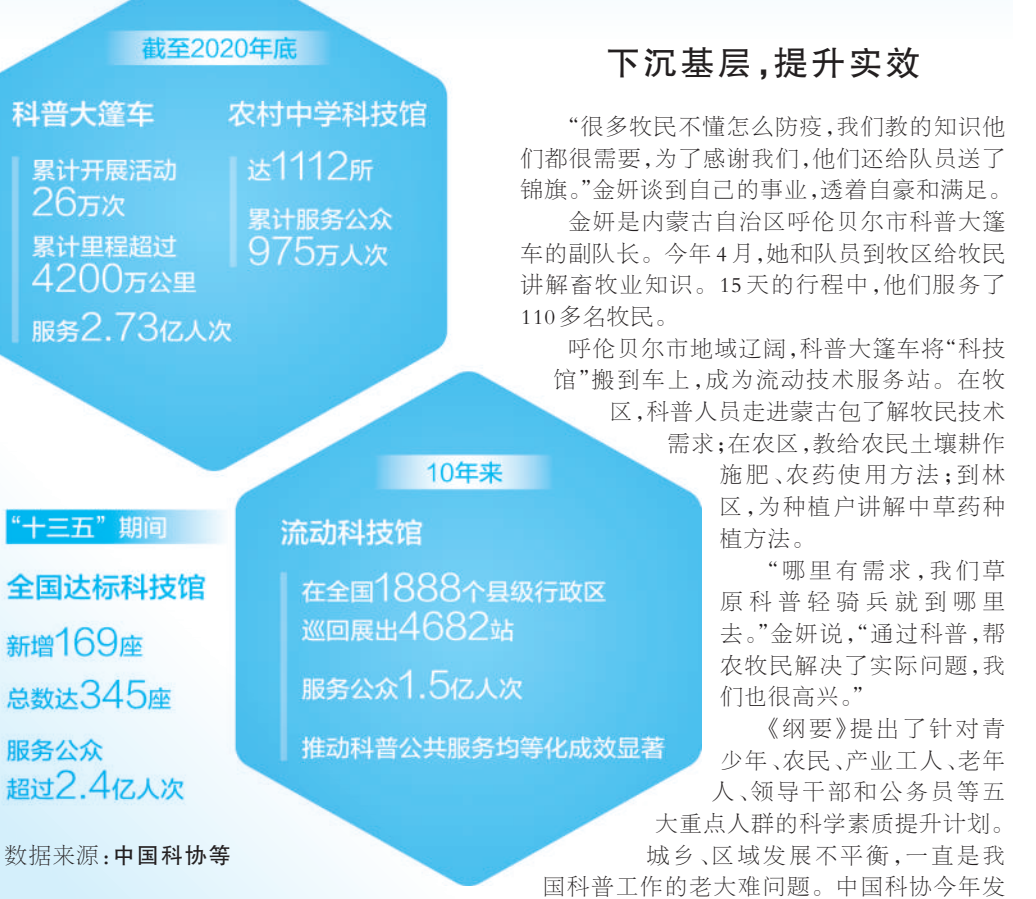 截至2020年底
科普大篷车
累计开展活动
26万次
累计里程超过
4200万公里
服务2.73亿人次
农村中学科技馆
达1112所
累计服务公众
975万人次
10年来
流动科技馆
在全国1888个县级行政区
巡回展出4682站
服务公众1.5亿人次
推动科普公共服务均等化成效显著
“十三五”期间
全国达标科技馆
新增169座
总数达345座
服务公众
超过2.4亿人次
数据来源:中国科协等
下沉基层,提升实效
“很多牧民不懂怎么防疫,我们教的知识他
们都很需要,为了感谢我们,他们还给队员送了
锦旗。”金妍谈到自己的事业,透着自豪和满足。
金妍是内蒙古自治区呼伦贝尔市科普大篷
车的副队长。今年4月,她和队员到牧区给牧民
讲解畜牧业知识。15天的行程中,他们服务了
110多名牧民。
呼伦贝尔市地域辽阔,科普大篷车将“科技
馆”搬到车上,成为流动技术服务站。在牧
区,科普人员走进蒙古包了解牧民技术
需求;在农区,教给农民土壤耕作
施肥、农药使用方法;到林
区,为种植户讲解中草药种
植方法。
“哪里有需求,我们草
原科普轻骑兵就到哪里
去。”金妍说,“通过科普,帮
农牧民解决了实际问题,我
们也很高兴。”
《纲要》提出了针对青
少年、农民、产业工人、老年
人、领导干部和公务员等五
大重点人群的科学素质提升计划。
城乡、区域发展不平衡,一直是我
国科普工作的老大难问题。中国科协今年发